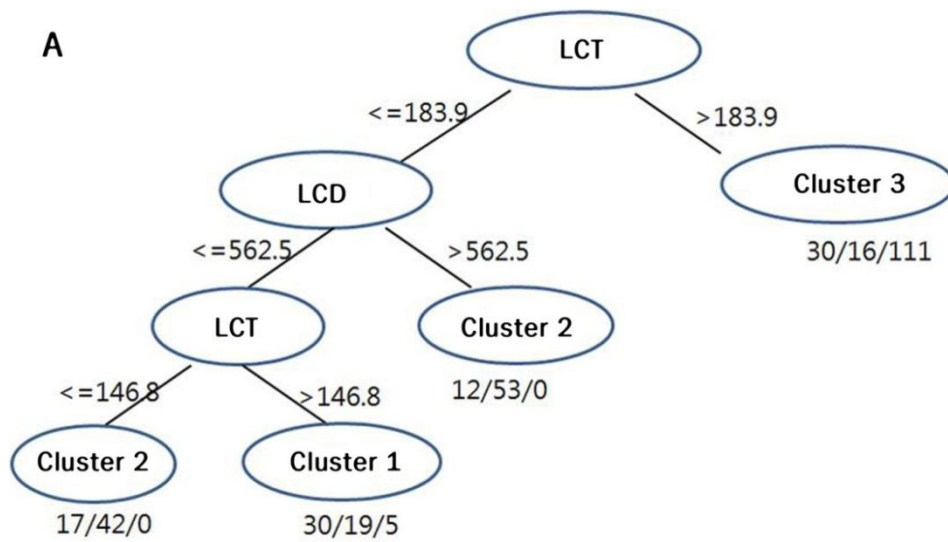 A
LCT
<=183.9
>183.9
LCD
Cluster 3
<=562.5
>562.5
30/16/111
LCT
Cluster 2
<=146.8
>146.8
12/53/0
Cluster 2
Cluster 1
17/42/0
30/19/5